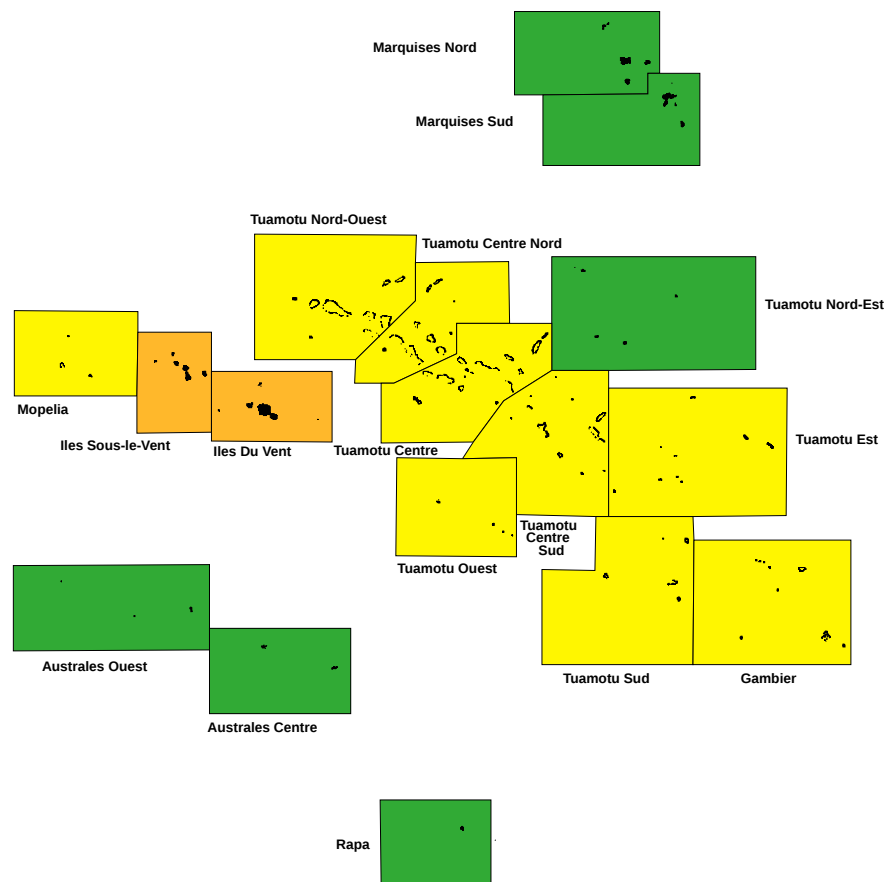 Marquises Nord
Marquises Sud
Tuamotu Nord-Ouest
Tuamotu Centre Nord
Tuamotu Nord-Est
Mopelia
Iles Sous-le-Vent
Iles Du Vent
Tuamotu Centre
Tuamotu Est
Tuamotu
Centre
Sud
Tuamotu Ouest
Australes Ouest
Tuamotu Sud
Gambier
Australes Centre
Rapa